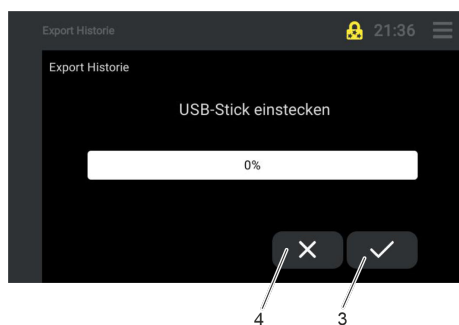 Export Historie 21:36
Export Historie
USB-Stick einstecken
0%
4 3